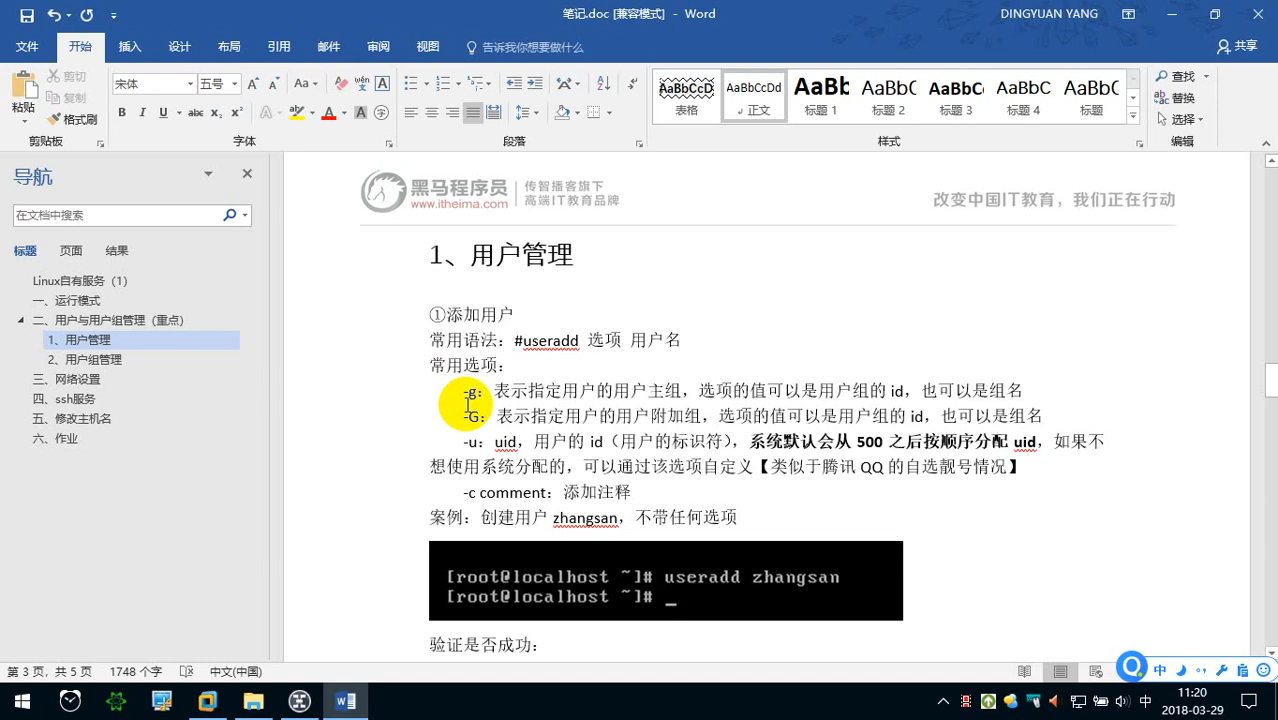 笔记.doc [兼容模式] - Word
DINGYUAN YANG
文件 开始 插入 设计 布局 引用 邮件 审阅 视图 告诉我你想要做什么 共享
粘贴 剪切 复制 格式刷
宋体 五号
AaBbCcD AaBbCcDd AaBb AaBbC AaBbC AaBbC AaBbC
表格 正文 标题 1 标题 2 标题 3 标题 4 标题
查找 替换 选择
剪贴板 字体 段落 样式 编辑
导航
在文档中搜索
标题 页面 结果
Linux自有服务（1）
一、运行模式
二、用户与用户组管理（重点）
1、用户管理
2、用户组管理
三、网络设置
四、ssh服务
五、修改主机名
六、作业
黑马程序员 www.itheima.com
传智播客旗下
高端IT教育品牌
改变中国IT教育，我们正在行动
1、用户管理
①添加用户
常用语法：#useradd 选项 用户名
常用选项：
-g：表示指定用户的用户主组，选项的值可以是用户组的 id，也可以是组名
-G：表示指定用户的用户附加组，选项的值可以是用户组的 id，也可以是组名
-u：uid，用户的 id（用户的标识符），系统默认会从 500 之后按顺序分配 uid，如果不
想使用系统分配的，可以通过该选项自定义【类似于腾讯 QQ 的自选靓号情况】
-c comment：添加注释
案例：创建用户 zhangsan，不带任何选项
[root@localhost ~]# useradd zhangsan
[root@localhost ~]# _
验证是否成功：
第 3 页，共 5 页 1748 个字 中文(中国)
中
中 11:20
2018-03-29